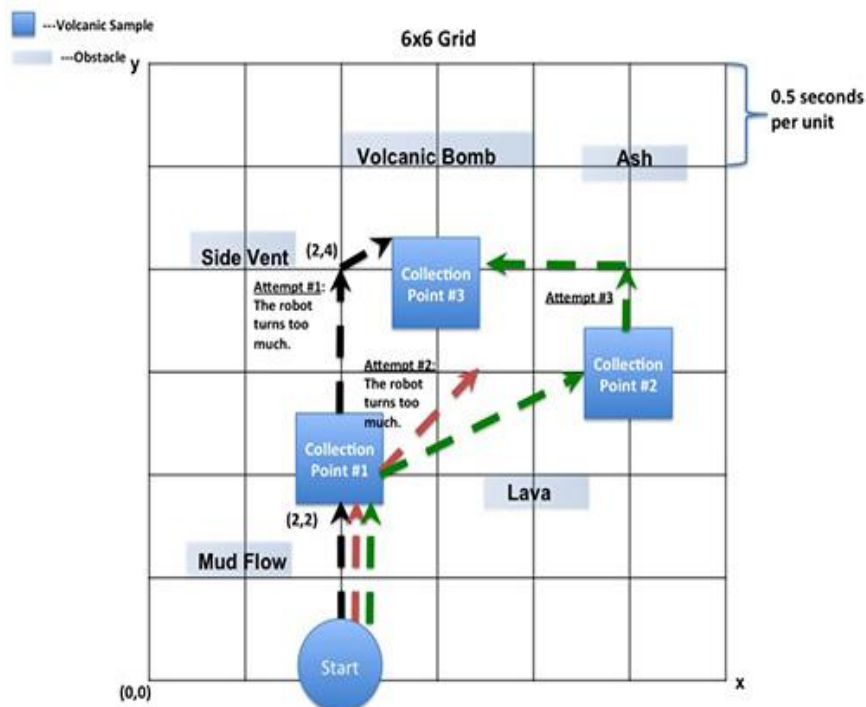 ---Volcanic Sample
---Obstacle
6x6 Grid
y
0.5 seconds
per unit
Volcanic Bomb
Ash
Side Vent
(2,4)
Collection
Point #3
Attempt #1:
The robot
turns too
much.
Attempt #3
Attempt #2:
The robot
turns too
much.
Collection
Point #2
Collection
Point #1
Lava
(2,2)
Mud Flow
Start
(0,0)
x